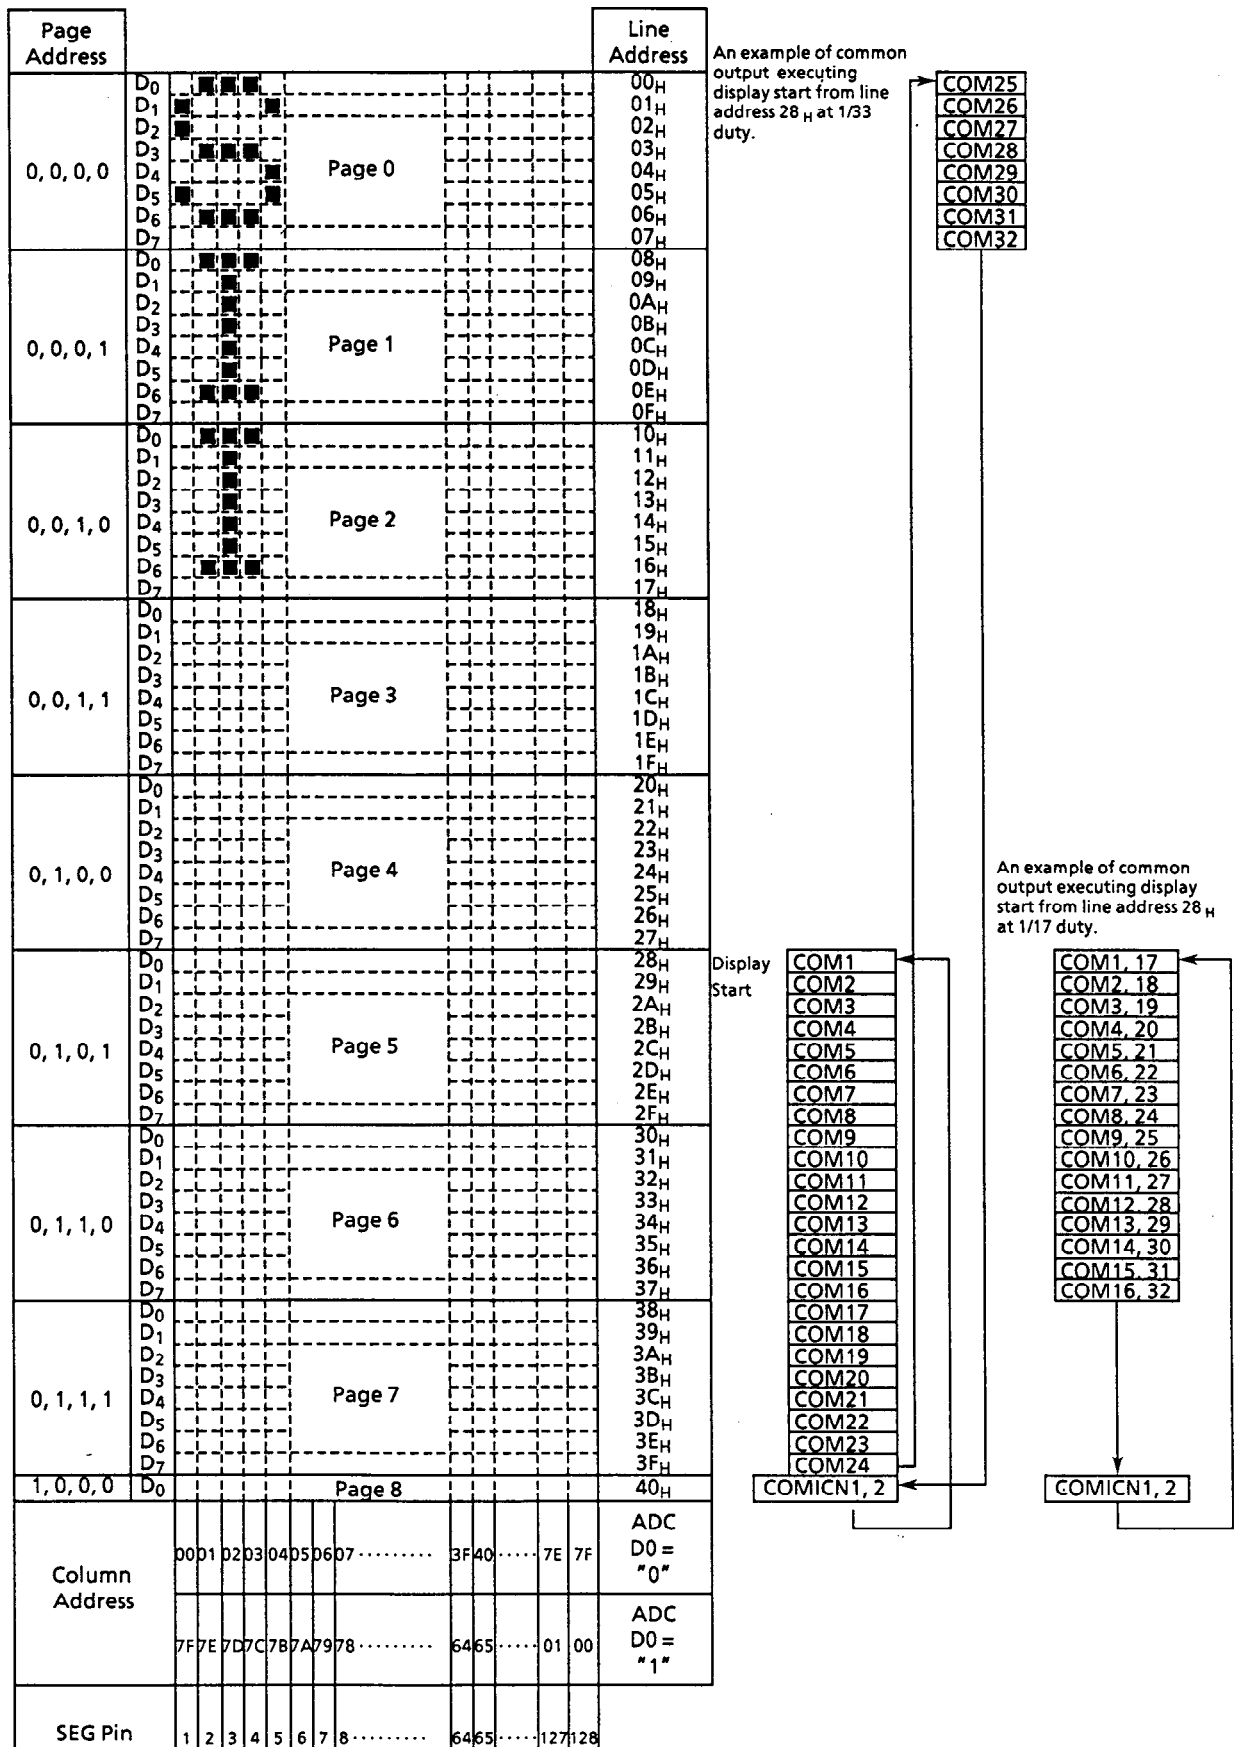 Page Address
Line Address
0, 0, 0, 0
D0 00H
D1 01H
D2 02H
D3 03H
D4 04H
D5 05H
D6 06H
D7 07H
Page 0
0, 0, 0, 1
D0 08H
D1 09H
D2 0AH
D3 0BH
D4 0CH
D5 0DH
D6 0EH
D7 0FH
Page 1
0, 0, 1, 0
D0 10H
D1 11H
D2 12H
D3 13H
D4 14H
D5 15H
D6 16H
D7 17H
Page 2
0, 0, 1, 1
D0 18H
D1 19H
D2 1AH
D3 1BH
D4 1CH
D5 1DH
D6 1EH
D7 1FH
Page 3
0, 1, 0, 0
D0 20H
D1 21H
D2 22H
D3 23H
D4 24H
D5 25H
D6 26H
D7 27H
Page 4
0, 1, 0, 1
D0 28H
D1 29H
D2 2AH
D3 2BH
D4 2CH
D5 2DH
D6 2EH
D7 2FH
Page 5
0, 1, 1, 0
D0 30H
D1 31H
D2 32H
D3 33H
D4 34H
D5 35H
D6 36H
D7 37H
Page 6
0, 1, 1, 1
D0 38H
D1 39H
D2 3AH
D3 3BH
D4 3CH
D5 3DH
D6 3EH
D7 3FH
Page 7
1, 0, 0, 0 D0 Page 8 40H
Column Address
00 01 02 03 04 05 06 07 ········· 3F 40 ····· 7E 7F
ADC
D0 =
"0"
7F 7E 7D 7C 7B 7A 79 78 ········· 64 65 ····· 01 00
ADC
D0 =
"1"
SEG Pin 1 2 3 4 5 6 7 8 ········· 64 65 ····· 127 128
An example of common
output executing
display start from line
address 28 H at 1/33
duty.
COM25
COM26
COM27
COM28
COM29
COM30
COM31
COM32
Display
Start
COM1
COM2
COM3
COM4
COM5
COM6
COM7
COM8
COM9
COM10
COM11
COM12
COM13
COM14
COM15
COM16
COM17
COM18
COM19
COM20
COM21
COM22
COM23
COM24
COMICN1, 2
An example of common
output executing display
start from line address 28 H
at 1/17 duty.
COM1, 17
COM2, 18
COM3, 19
COM4, 20
COM5, 21
COM6, 22
COM7, 23
COM8, 24
COM9, 25
COM10, 26
COM11, 27
COM12, 28
COM13, 29
COM14, 30
COM15, 31
COM16, 32
COMICN1, 2